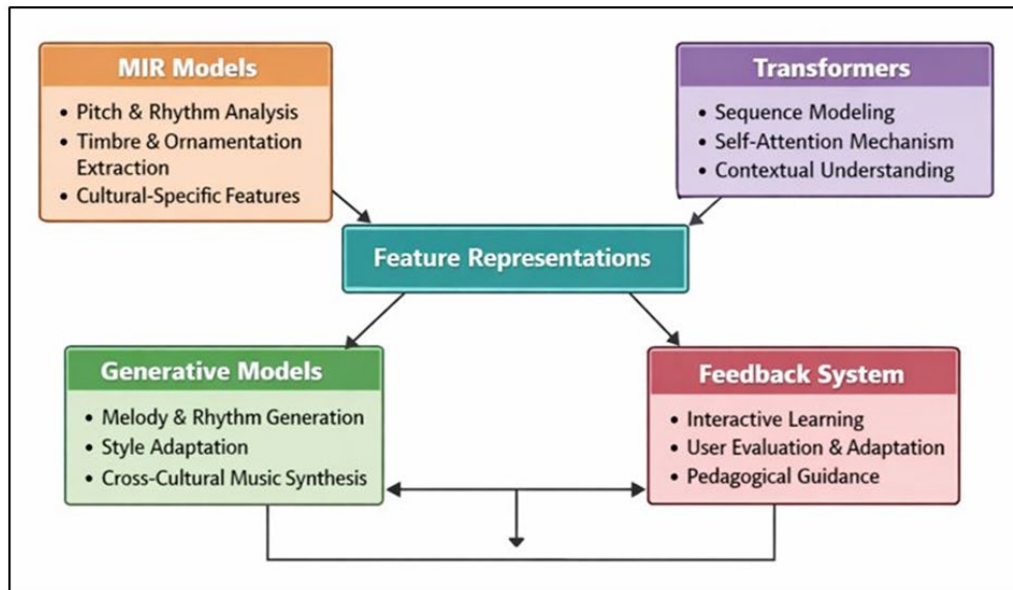 MIR Models
• Pitch & Rhythm Analysis
• Timbre & Ornamentation
Extraction
• Cultural-Specific Features
Transformers
• Sequence Modeling
• Self-Attention Mechanism
• Contextual Understanding
Feature Representations
Generative Models
• Melody & Rhythm Generation
• Style Adaptation
• Cross-Cultural Music Synthesis
Feedback System
• Interactive Learning
• User Evaluation & Adaptation
• Pedagogical Guidance